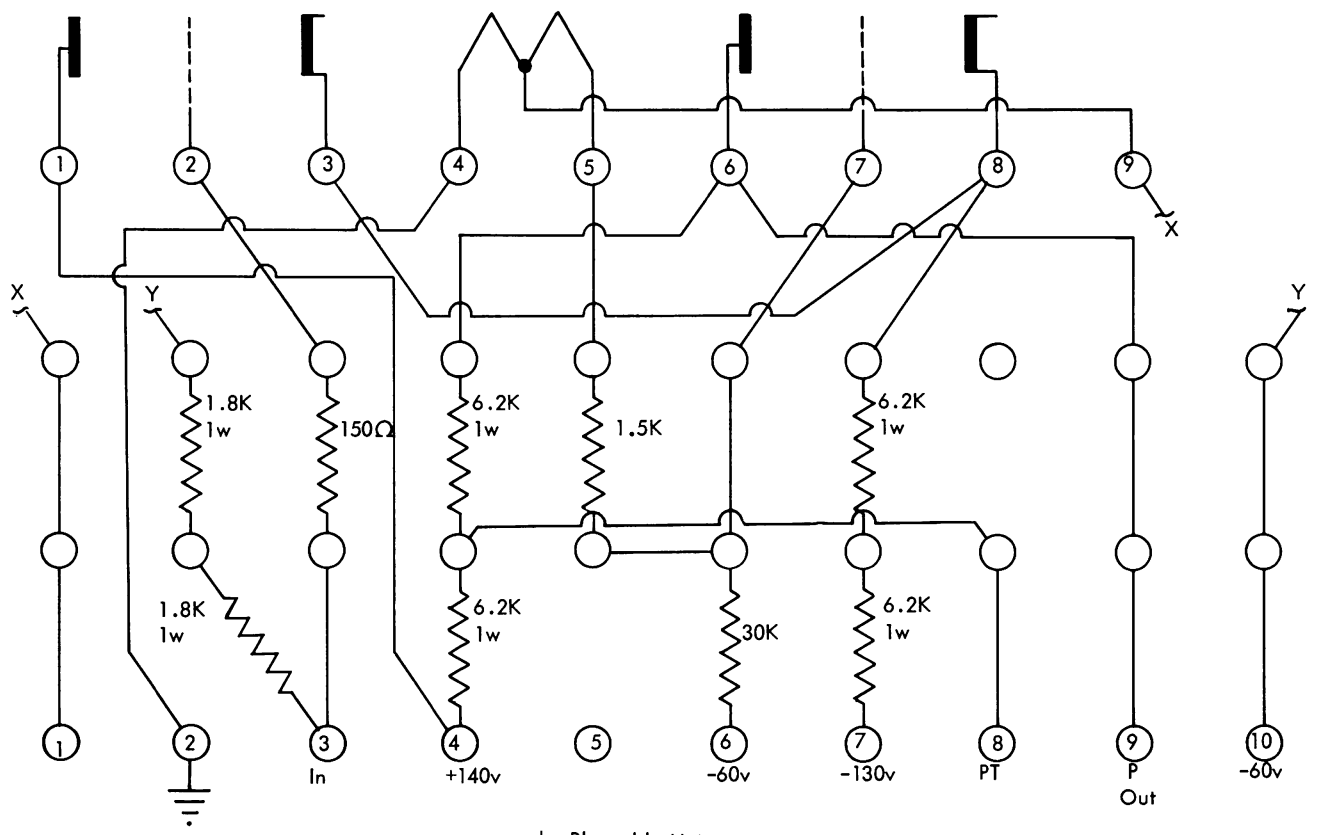 1 2 3 4 5 6 7 8 9
X
X Y Y
1.8K 6.2K 6.2K
1w 150Ω 1w 1.5K 1w
1.8K 6.2K 6.2K
1w 1w 30K 1w
1 2 3 4 5 6 7 8 9 10
In +140v -60v -130v PT P -60v
Out